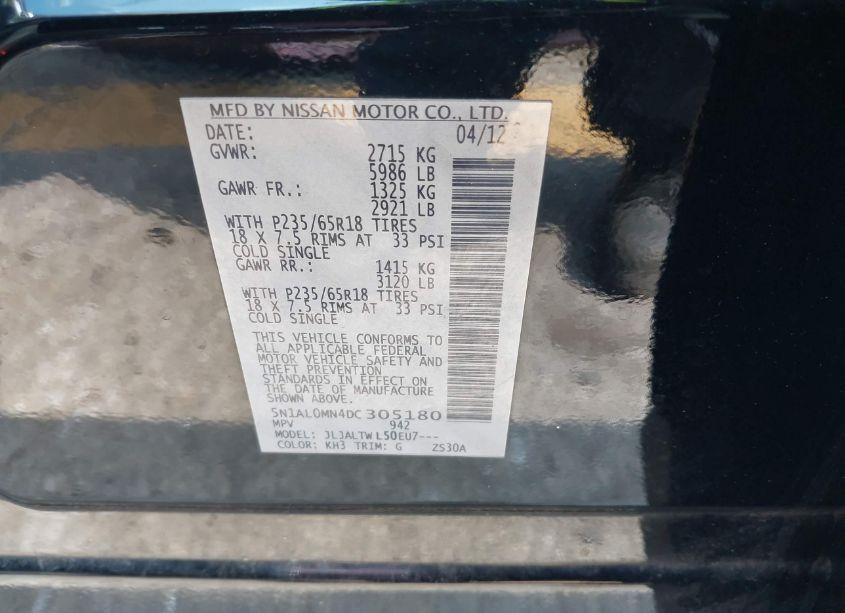 MFD BY NISSAN MOTOR CO., LTD.
DATE: 04/12
GVWR: 2715 KG
5986 LB
GAWR FR.: 1325 KG
2921 LB
WITH P235/65R18 TIRES
18 X 7.5 RIMS AT 33 PSI
COLD SINGLE
GAWR RR.: 1415 KG
3120 LB
WITH P235/65R18 TIRES
18 X 7.5 RIMS AT 33 PSI
COLD SINGLE
THIS VEHICLE CONFORMS TO
ALL APPLICABLE FEDERAL
MOTOR VEHICLE SAFETY AND
THEFT PREVENTION
STANDARDS IN EFFECT ON
THE DATE OF MANUFACTURE
SHOWN ABOVE.
5N1AL0MN4DC305180
MPV 942
MODEL: JLJALTWL50EU7---
COLOR: KH3 TRIM: G ZS30A